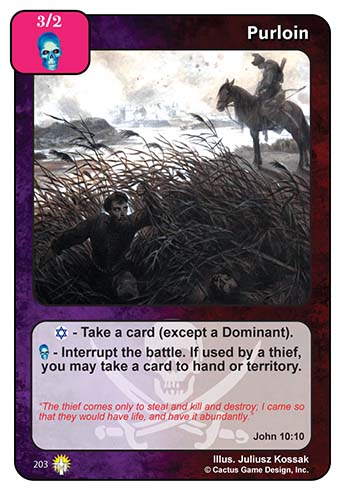 3/2
Purloin
- Take a card (except a Dominant).
- Interrupt the battle. If used by a thief,
you may take a card to hand or territory.
"The thief comes only to steal and kill and destroy; I came so
that they would have life, and have it abundantly."
John 10:10
203
Illus. Juliusz Kossak
© Cactus Game Design, Inc.